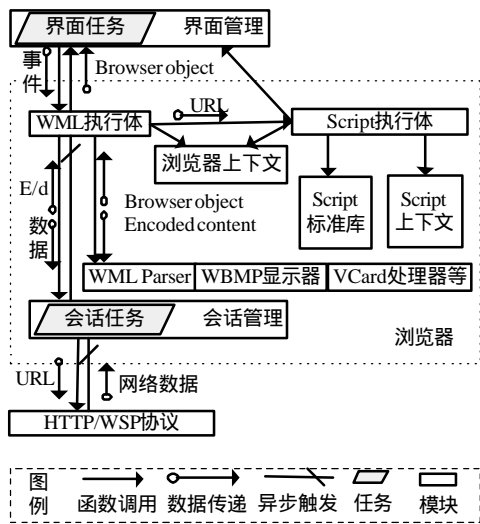 界面任务 界面管理
事件
Browser object
URL
WML执行体
Script执行体
浏览器上下文
E/d
数据
Browser object
Encoded content
Script
标准库
Script
上下文
WML Parser WBMP显示器 VCard处理器等
会话任务 会话管理
浏览器
URL
网络数据
HTTP/WSP协议
图例
函数调用 数据传递 异步触发 任务 模块